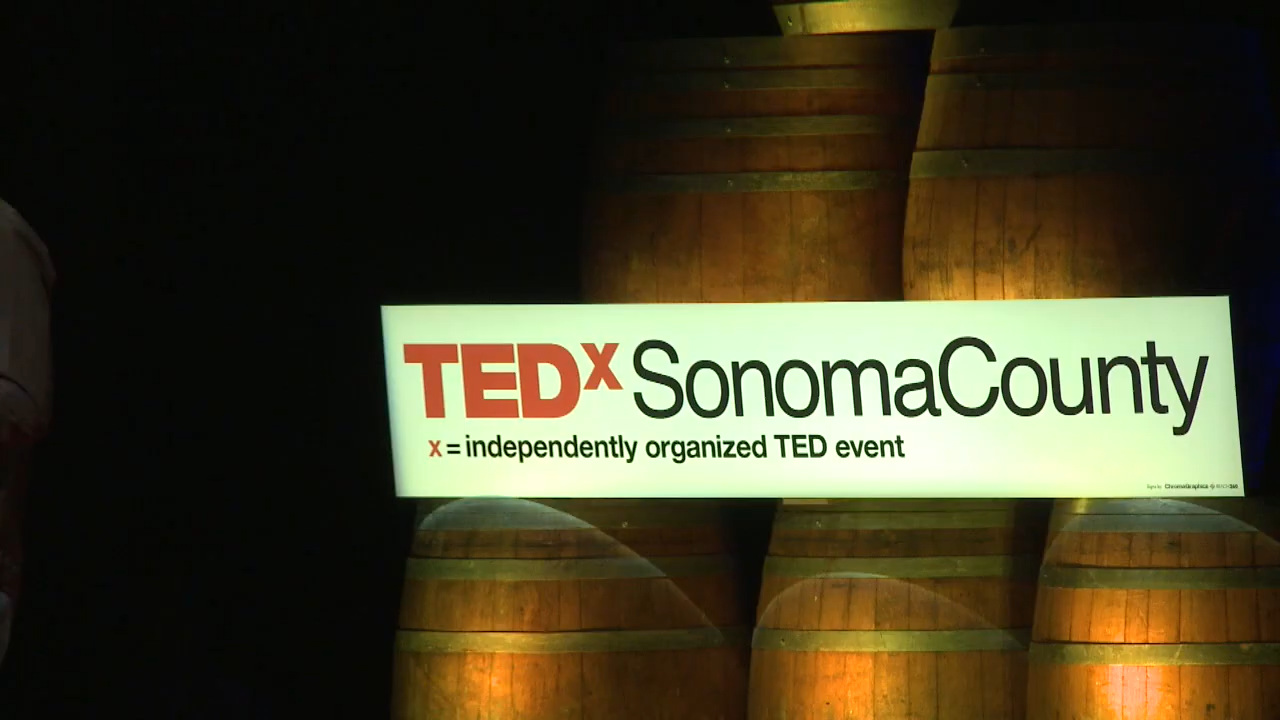 TEDx SonomaCounty
x = independently organized TED event